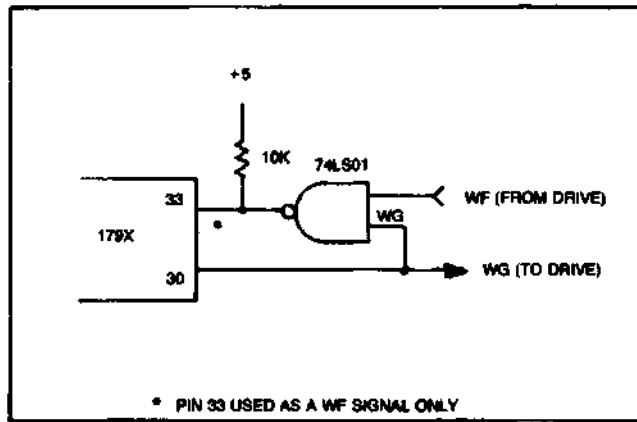 +5
10K
74LS01
33
WF (FROM DRIVE)
WG
*
179X
30
WG (TO DRIVE)
* PIN 33 USED AS A WF SIGNAL ONLY